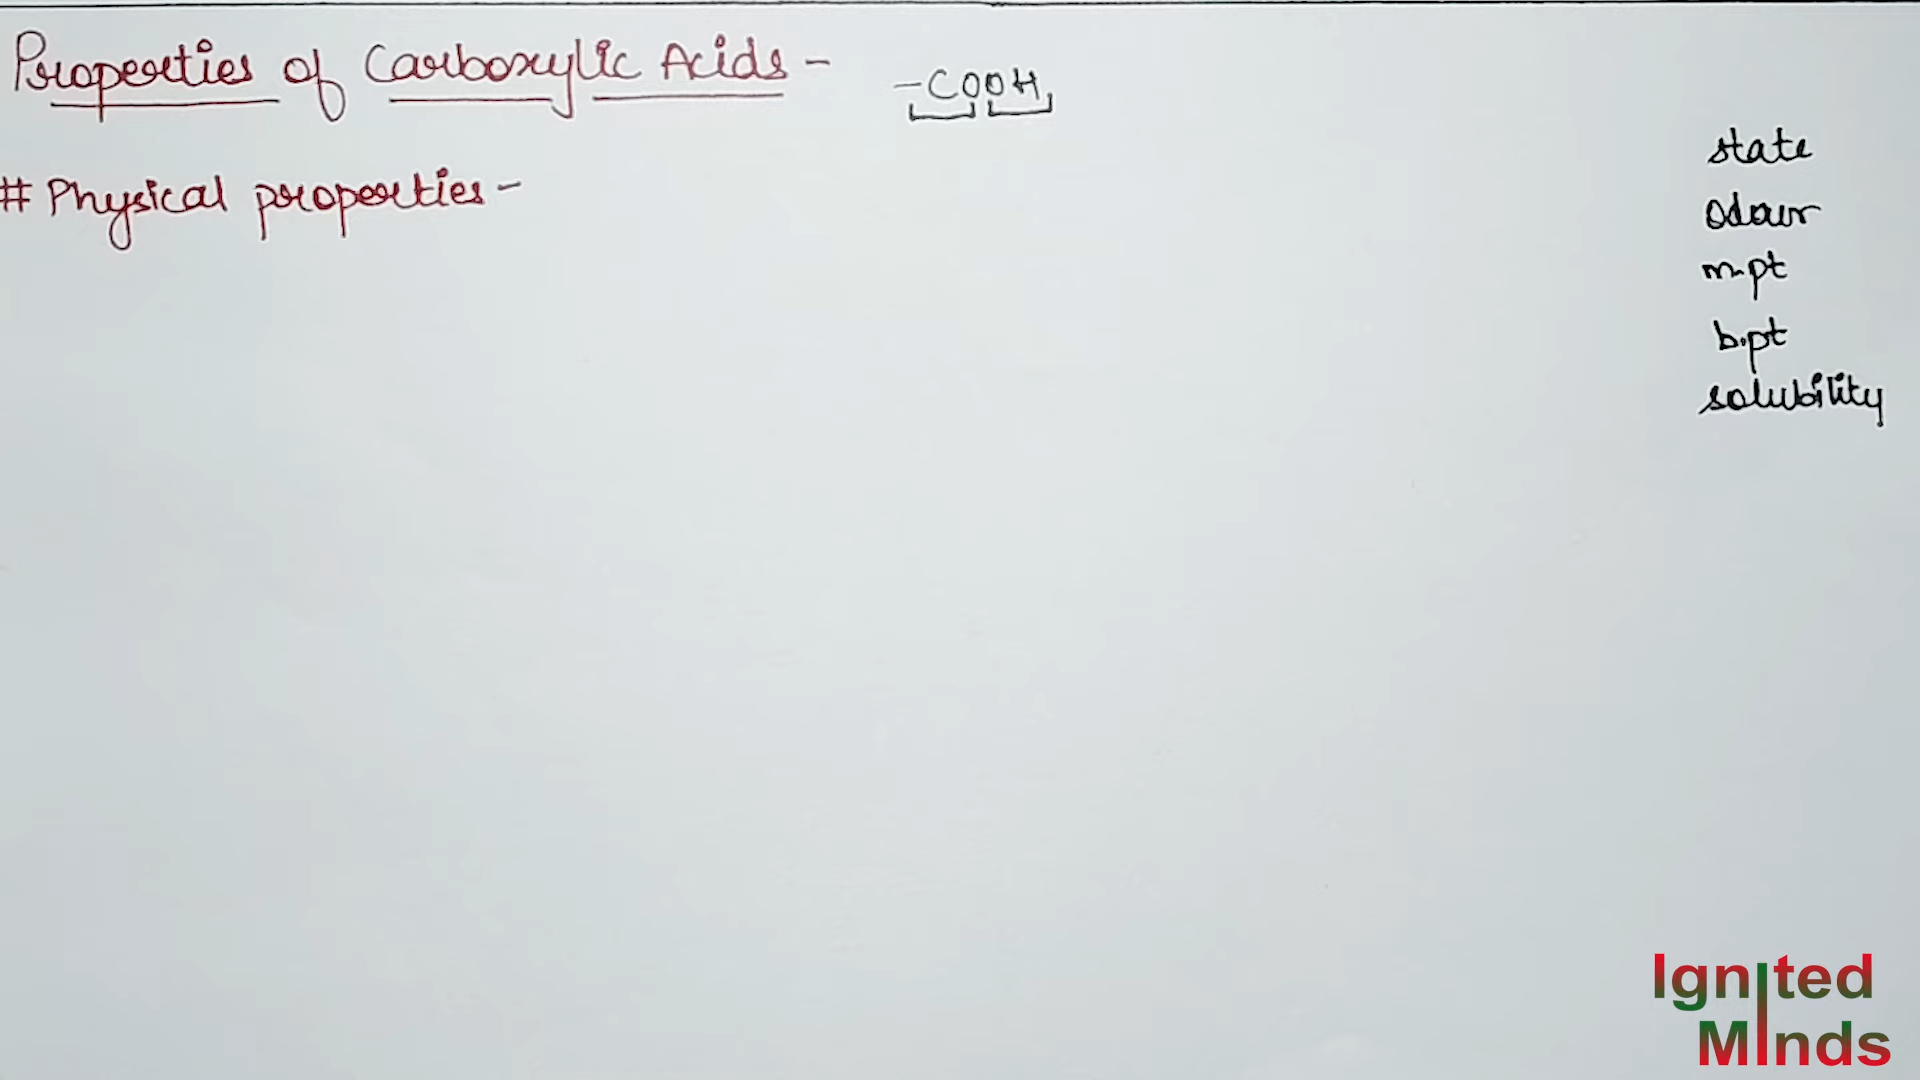 Properties of Carboxylic Acids -
-COOH
# Physical properties -
state
Odour
m.pt
b.pt
solubility
Ignited
Minds